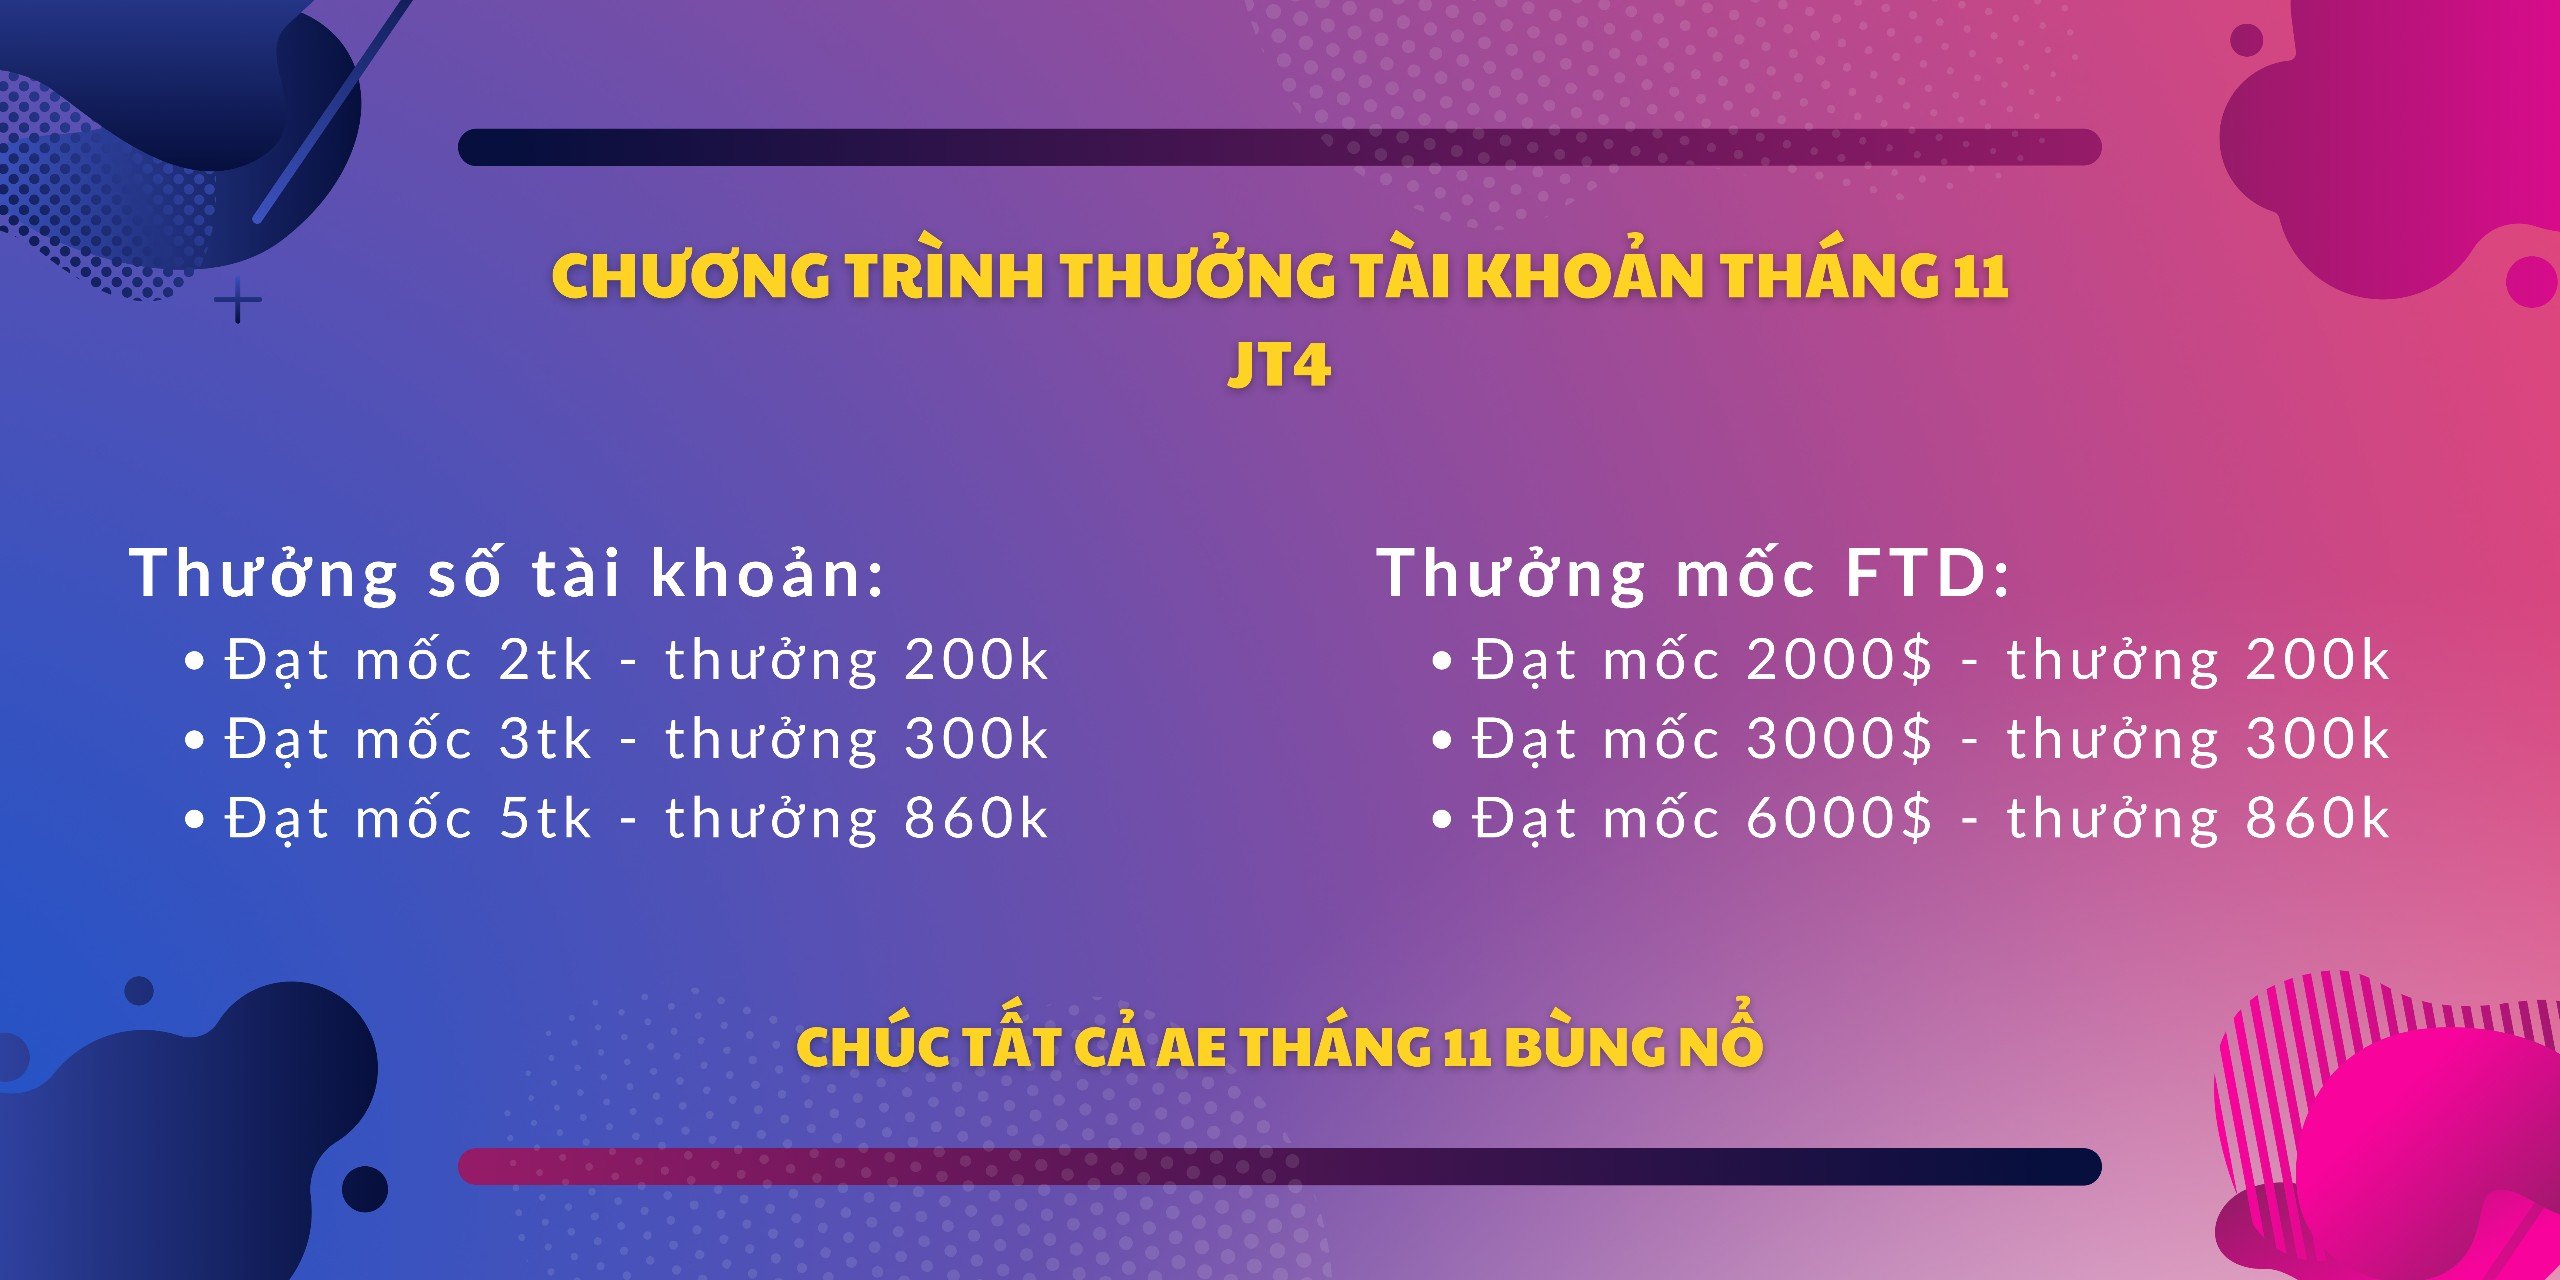 CHƯƠNG TRÌNH THƯỞNG TÀI KHOẢN THÁNG 11
JT4
Thưởng số tài khoản:
• Đạt mốc 2tk - thưởng 200k
• Đạt mốc 3tk - thưởng 300k
• Đạt mốc 5tk - thưởng 860k
Thưởng mốc FTD:
• Đạt mốc 2000$ - thưởng 200k
• Đạt mốc 3000$ - thưởng 300k
• Đạt mốc 6000$ - thưởng 860k
CHÚC TẤT CẢ AE THÁNG 11 BÙNG NỔ